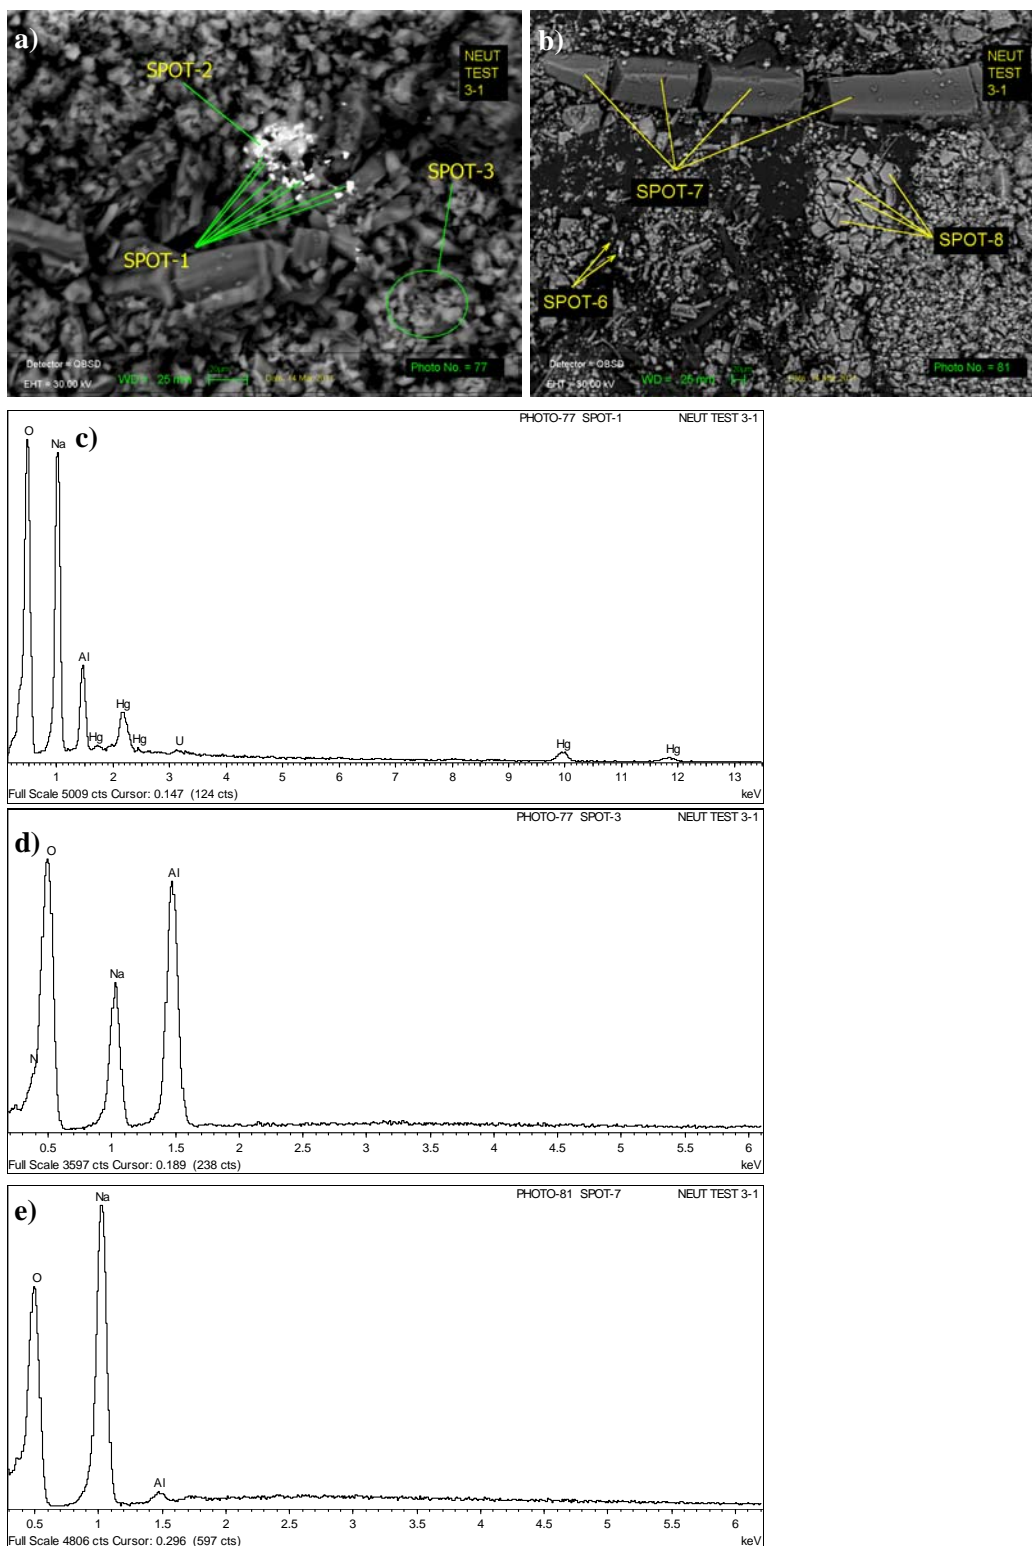 a)
SPOT-2
NEUT
TEST
3-1
SPOT-3
SPOT-1
Detector = QBSD
EHT = 30.00 kV
WD = 25 mm
20µm
Photo No. = 77
b)
NEUT
TEST
3-1
SPOT-7
SPOT-8
SPOT-6
Detector = QBSD
EHT = 30.00 kV
WD = 25 mm
20µm
Photo No. = 81
PHOTO-77 SPOT-1 NEUT TEST 3-1
c)
O
Na
Al
Hg
Hg
Hg
U
Hg
Hg
1 2 3 4 5 6 7 8 9 10 11 12 13
Full Scale 5009 cts Cursor: 0.147 (124 cts) keV
PHOTO-77 SPOT-3 NEUT TEST 3-1
d)
O
Al
Na
N
0.5 1 1.5 2 2.5 3 3.5 4 4.5 5 5.5 6
Full Scale 3597 cts Cursor: 0.189 (238 cts) keV
PHOTO-81 SPOT-7 NEUT TEST 3-1
e)
Na
O
Al
0.5 1 1.5 2 2.5 3 3.5 4 4.5 5 5.5 6
Full Scale 4806 cts Cursor: 0.296 (597 cts) keV